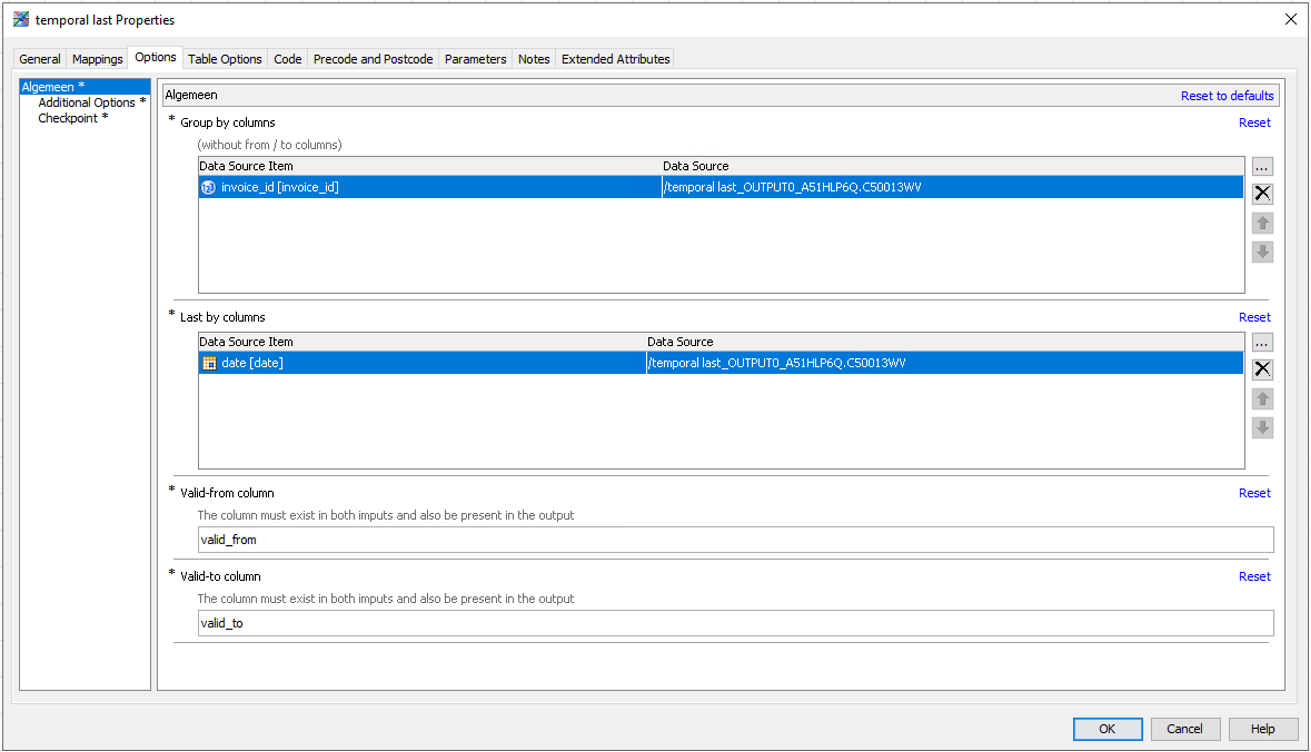 temporal last Properties
General Mappings Options Table Options Code Precode and Postcode Parameters Notes Extended Attributes
Algemeen *
Additional Options *
Checkpoint *
Algemeen Reset to defaults
* Group by columns Reset
(without from / to columns)
Data Source Item Data Source
invoice_id [invoice_id] /temporal last_OUTPUT0_A51HLP6Q.C50013WV
...
* Last by columns Reset
Data Source Item Data Source
...
date [date] /temporal last_OUTPUT0_A51HLP6Q.C50013WV
* Valid-from column Reset
The column must exist in both imputs and also be present in the output
valid_from
* Valid-to column Reset
The column must exist in both imputs and also be present in the output
valid_to
OK Cancel Help